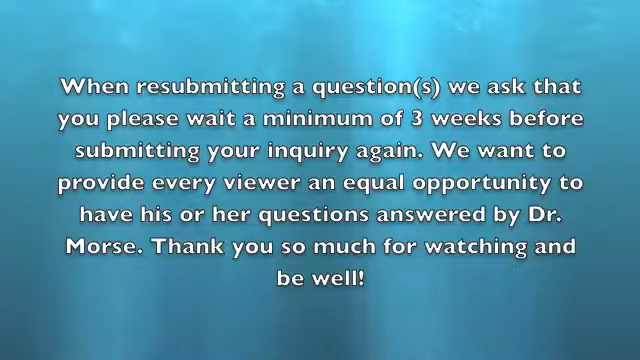 When resubmitting a question(s) we ask that
you please wait a minimum of 3 weeks before
submitting your inquiry again. We want to
provide every viewer an equal opportunity to
have his or her questions answered by Dr.
Morse. Thank you so much for watching and
be well!